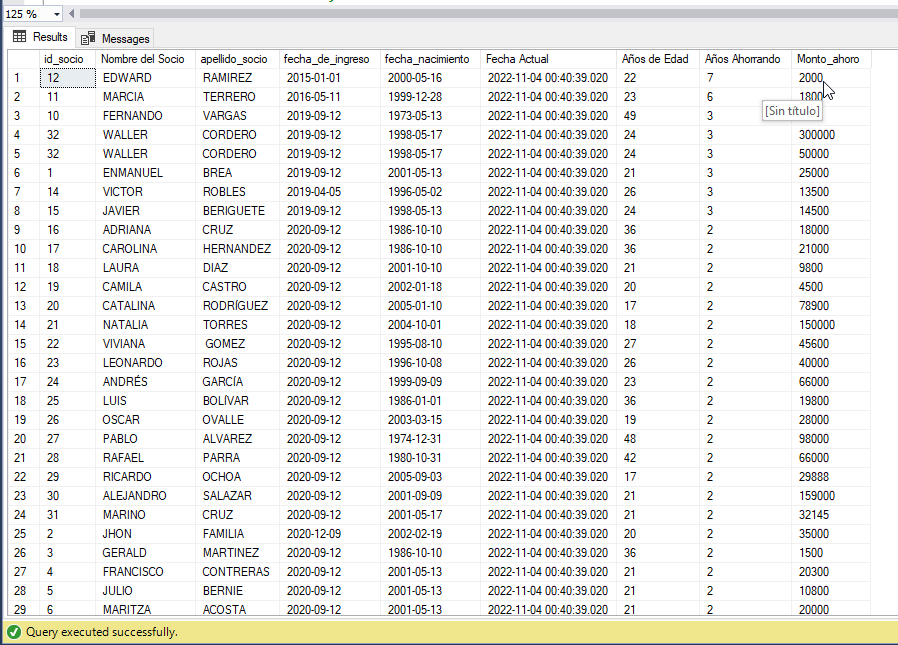 125 %
Results Messages
id_socio Nombre del Socio apellido_socio fecha_de_ingreso fecha_nacimiento Fecha Actual Años de Edad Años Ahorrando Monto_ahoro
1 12 EDWARD RAMIREZ 2015-01-01 2000-05-16 2022-11-04 00:40:39.020 22 7 2000
2 11 MARCIA TERRERO 2016-05-11 1999-12-28 2022-11-04 00:40:39.020 23 6 1800
[Sin título]
3 10 FERNANDO VARGAS 2019-09-12 1973-05-13 2022-11-04 00:40:39.020 49 3
4 32 WALLER CORDERO 2019-09-12 1998-05-17 2022-11-04 00:40:39.020 24 3 300000
5 32 WALLER CORDERO 2019-09-12 1998-05-17 2022-11-04 00:40:39.020 24 3 50000
6 1 ENMANUEL BREA 2019-09-12 2001-05-13 2022-11-04 00:40:39.020 21 3 25000
7 14 VICTOR ROBLES 2019-04-05 1996-05-02 2022-11-04 00:40:39.020 26 3 13500
8 15 JAVIER BERIGUETE 2019-09-12 1998-05-13 2022-11-04 00:40:39.020 24 3 14500
9 16 ADRIANA CRUZ 2020-09-12 1986-10-10 2022-11-04 00:40:39.020 36 2 18000
10 17 CAROLINA HERNANDEZ 2020-09-12 1986-10-10 2022-11-04 00:40:39.020 36 2 21000
11 18 LAURA DIAZ 2020-09-12 2001-10-10 2022-11-04 00:40:39.020 21 2 9800
12 19 CAMILA CASTRO 2020-09-12 2002-01-18 2022-11-04 00:40:39.020 20 2 4500
13 20 CATALINA RODRÍGUEZ 2020-09-12 2005-01-10 2022-11-04 00:40:39.020 17 2 78900
14 21 NATALIA TORRES 2020-09-12 2004-10-01 2022-11-04 00:40:39.020 18 2 150000
15 22 VIVIANA GOMEZ 2020-09-12 1995-08-10 2022-11-04 00:40:39.020 27 2 45600
16 23 LEONARDO ROJAS 2020-09-12 1996-10-08 2022-11-04 00:40:39.020 26 2 40000
17 24 ANDRÉS GARCÍA 2020-09-12 1999-09-09 2022-11-04 00:40:39.020 23 2 66000
18 25 LUIS BOLÍVAR 2020-09-12 1986-01-01 2022-11-04 00:40:39.020 36 2 19800
19 26 OSCAR OVALLE 2020-09-12 2003-03-15 2022-11-04 00:40:39.020 19 2 28000
20 27 PABLO ALVAREZ 2020-09-12 1974-12-31 2022-11-04 00:40:39.020 48 2 98000
21 28 RAFAEL PARRA 2020-09-12 1980-10-31 2022-11-04 00:40:39.020 42 2 66000
22 29 RICARDO OCHOA 2020-09-12 2005-09-03 2022-11-04 00:40:39.020 17 2 29888
23 30 ALEJANDRO SALAZAR 2020-09-12 2001-09-09 2022-11-04 00:40:39.020 21 2 159000
24 31 MARINO CRUZ 2020-09-12 2001-05-17 2022-11-04 00:40:39.020 21 2 32145
25 2 JHON FAMILIA 2020-12-09 2002-02-19 2022-11-04 00:40:39.020 20 2 35000
26 3 GERALD MARTINEZ 2020-09-12 1986-10-10 2022-11-04 00:40:39.020 36 2 1500
27 4 FRANCISCO CONTRERAS 2020-09-12 2001-05-13 2022-11-04 00:40:39.020 21 2 20300
28 5 JULIO BERNIE 2020-09-12 2001-05-13 2022-11-04 00:40:39.020 21 2 10800
29 6 MARITZA ACOSTA 2020-09-12 2001-05-13 2022-11-04 00:40:39.020 21 2 20000
Query executed successfully.